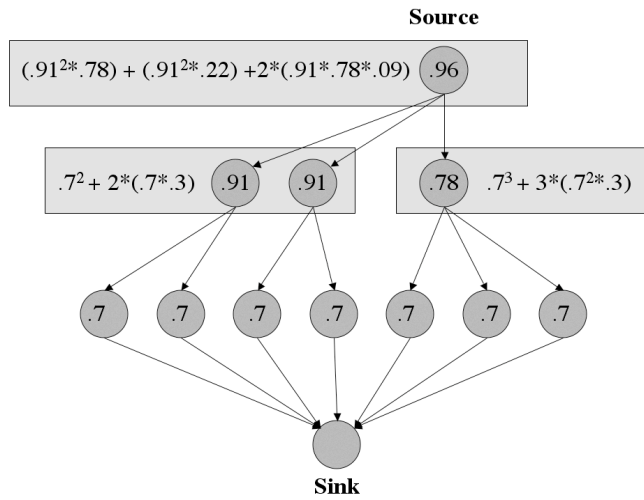 Source
(.91²*.78) + (.91²*.22) +2*(.91*.78*.09) .96
.7² + 2*(.7*.3) .91 .91 .78 .7³ + 3*(.7²*.3)
.7 .7 .7 .7 .7 .7 .7
Sink